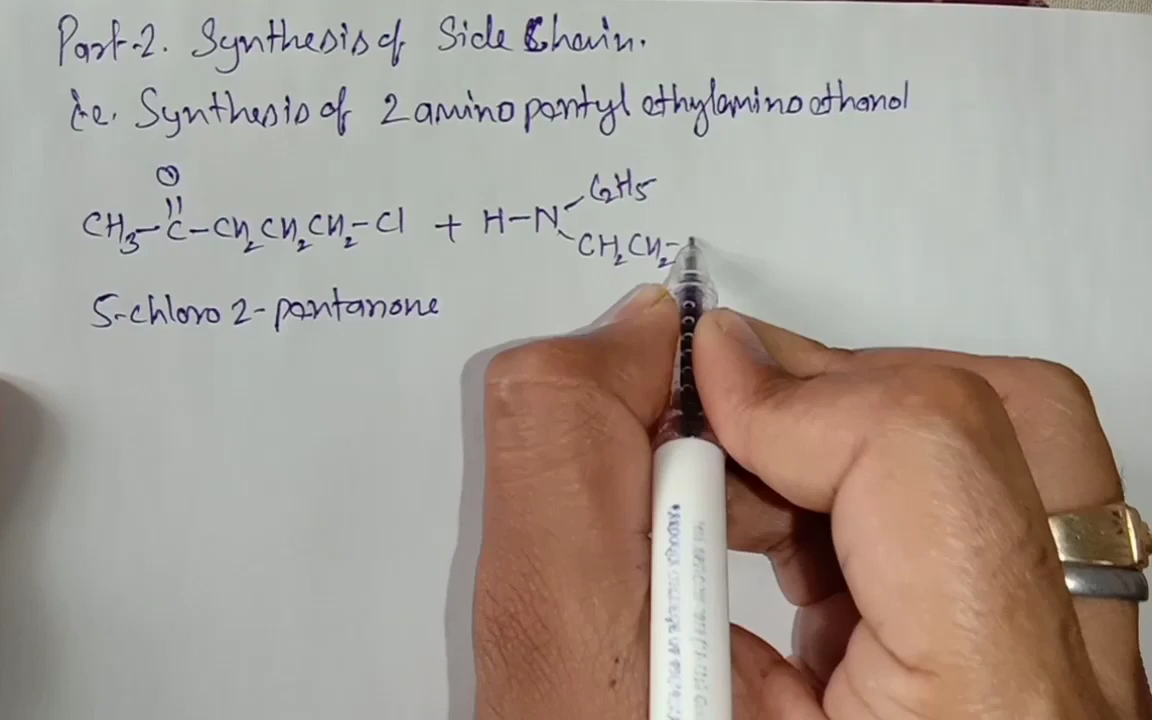 Part-2. Synthesis of Side Chain.
i.e. Synthesis of 2 amino pentyl ethylamino ethanol
O
CH3-C-CH2CH2CH2-Cl + H-N
C2H5
CH2CH2-
5-chloro 2-pentanone